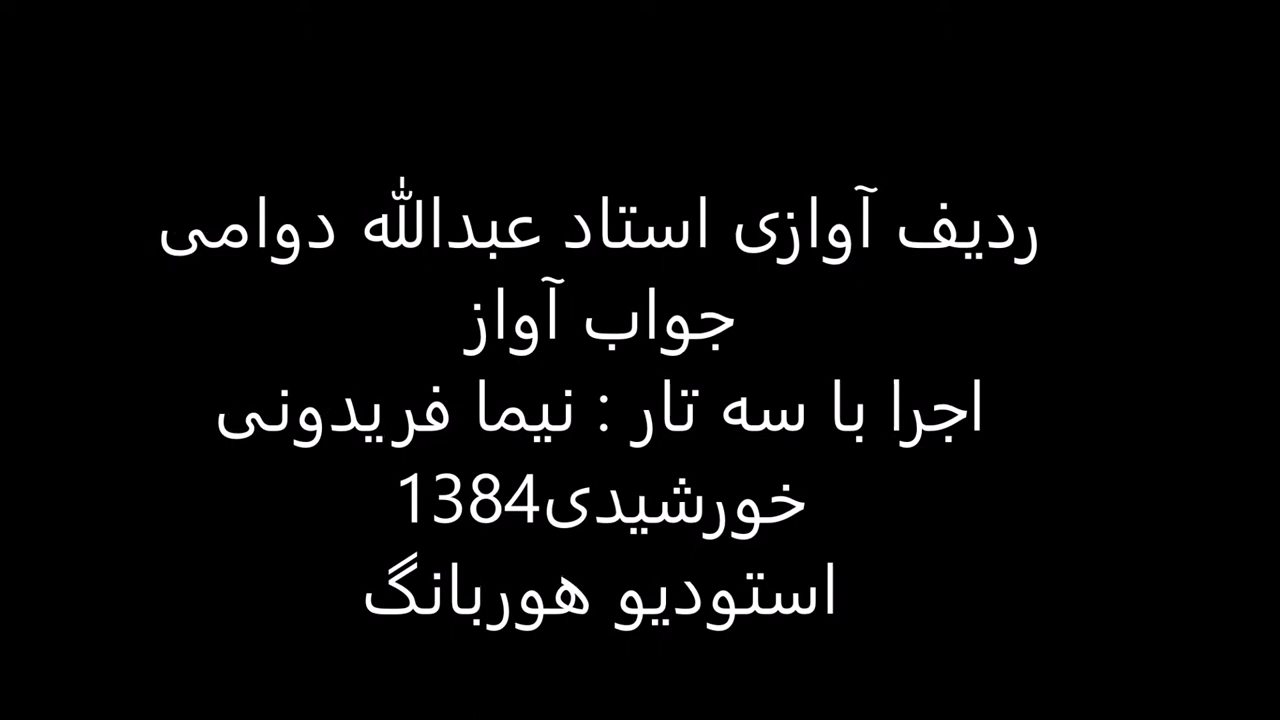 ردیف آوازی استاد عبدالله دوامی
جواب آواز
اجرا با سه تار : نیما فریدونی
خورشیدی1384
استودیو هوربانگ